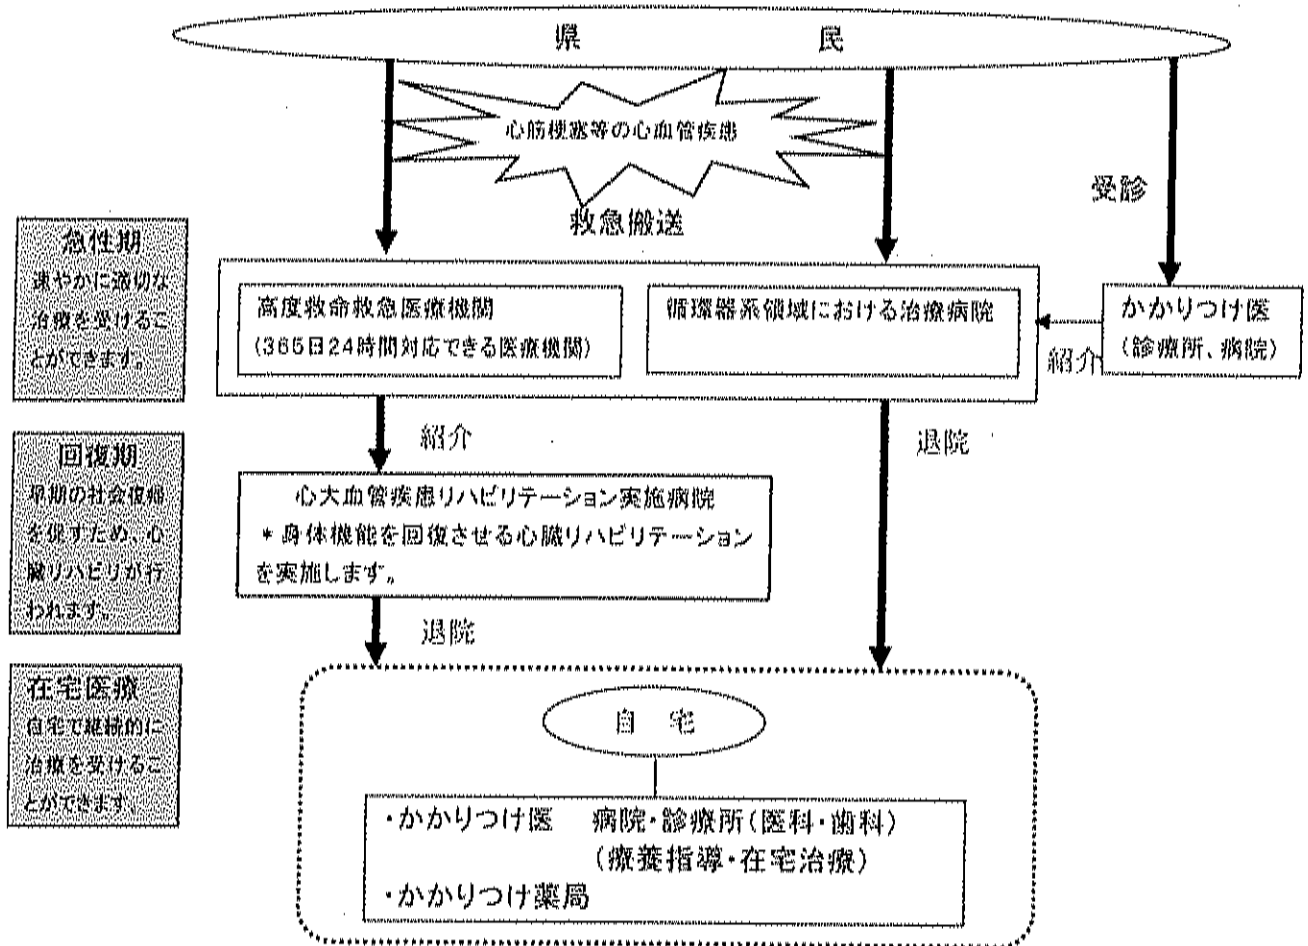 県 民
心筋梗塞等の心血管疾患
救急搬送
受診
急性期
速やかに適切な
治療を受けるこ
とができます。
高度救命救急医療機関
(365日24時間対応できる医療機関)
循環器系領域における治療病院
かかりつけ医
(診療所、病院)
紹介
紹介
退院
回復期
早期の社会復帰
を促すため、心
臓リハビリが行
われます。
心大血管疾患リハビリテーション実施病院
*身体機能を回復させる心臓リハビリテーション
を実施します。
退院
在宅医療
自宅で継続的に
治療を受けるこ
とができます。
自 宅
・かかりつけ医 病院・診療所(医科・歯科)
(療養指導・在宅治療)
・かかりつけ薬局